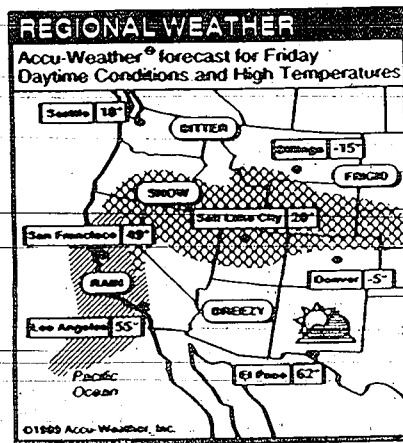 REGIONAL WEATHER
Accu-Weather® forecast for Friday
Daytime Conditions and High Temperatures
Seattle 18°
BITTER
Billings -15°
FRIGID
SNOW
Salt Lake City 20°
San Francisco 49°
Denver -5°
RAIN
BREEZY
Los Angeles 55°
El Paso 62°
Pacific
Ocean
©1989 Accu-Weather, Inc.